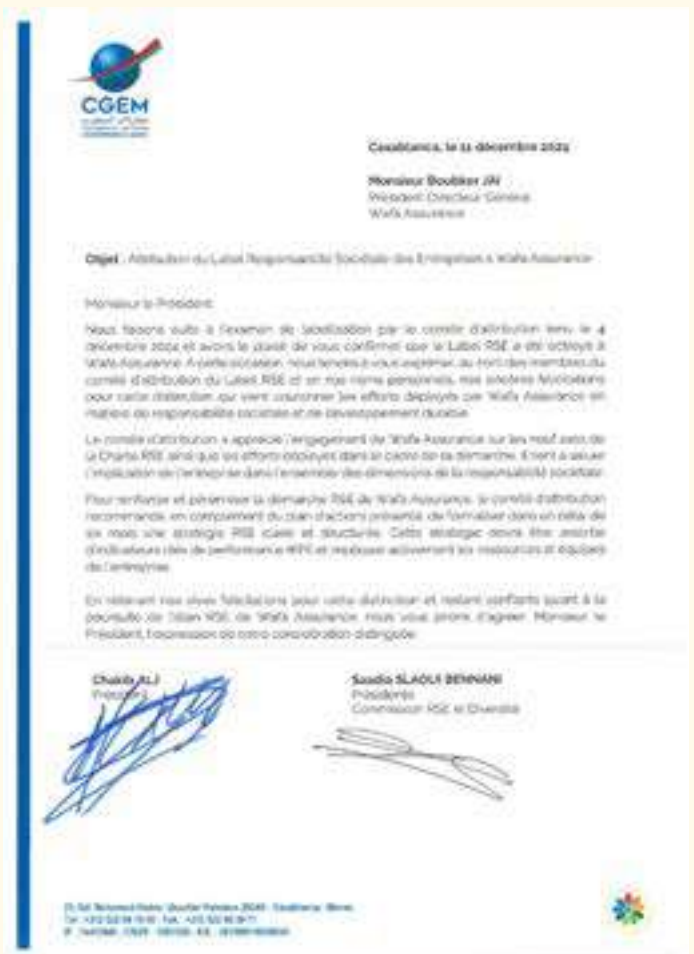 CGEM
Casablanca, le 11 décembre
Monsieur Boubker JAI
Président Directeur Général
Wafa Assurance
Objet : Attribution du Label Responsabilité Sociétale des Entreprises à Wafa Assurance
Monsieur le Président
Nous faisons suite à l'examen de labellisation par le comité d'attribution tenu le 4
décembre et avons le plaisir de vous confirmer que le Label RSE a été octroyé à
Wafa Assurance. A cette occasion, nous tenons à vous exprimer, au nom des membres du
comité d'attribution du Label RSE et en nos noms personnels, nos sincères félicitations
pour cette distinction qui vient couronner les efforts déployés par Wafa Assurance en
matière de responsabilité sociétale et de développement durable.
Le comité d'attribution a apprécié l'engagement de Wafa Assurance sur les neuf axes de
la Charte RSE ainsi que les efforts déployés dans le cadre de sa démarche. Il tient à saluer
l'implication de l'entreprise dans l'ensemble des dimensions de la responsabilité sociétale.
Pour renforcer et pérenniser la démarche RSE de Wafa Assurance, le comité d'attribution
recommande, en complément du plan d'actions présenté, de formaliser dans un délai de
six mois une stratégie RSE claire et structurée. Cette stratégie devra être assortie
d'indicateurs clés de performance (KPI) et impliquer activement les ressources et équipes
de l'entreprise.
En réitérant nos vives félicitations pour cette distinction et restant confiants quant à la
poursuite de l'élan RSE de Wafa Assurance, nous vous prions d'agréer, Monsieur le
Président, l'expression de notre considération distinguée.
Chakib ALJ
Président
Saadia SLAOUI BENNANI
Présidente
Commission RSE et Diversité